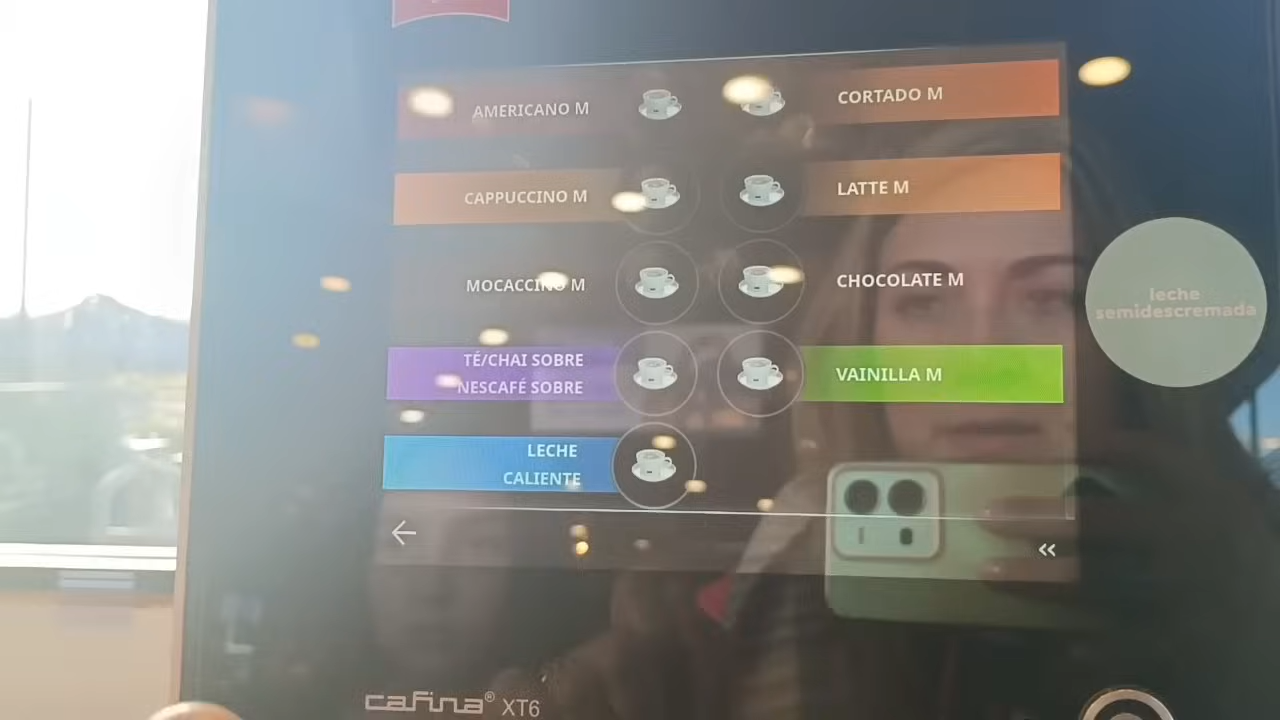 AMERICANO M
CORTADO M
CAPPUCCINO M
LATTE M
MOCACCINO M
CHOCOLATE M
TÉ/CHAI SOBRE
NESCAFÉ SOBRE
VAINILLA M
LECHE
CALIENTE
leche
semidescremada
cafina® XT6